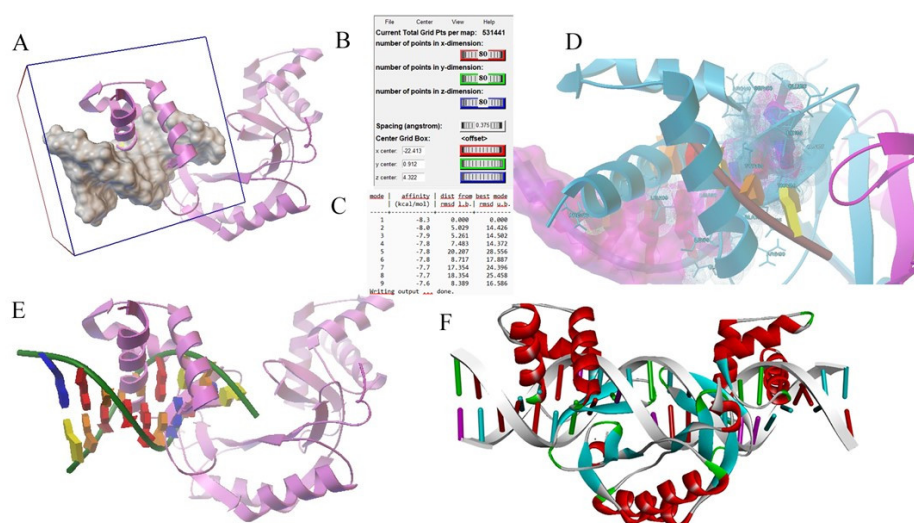 A
B
File Center View Help
Current Total Grid Pts per map: 531441
number of points in x-dimension:
80
number of points in y-dimension:
80
number of points in z-dimension:
80
Spacing (angstrom): 0.375
Center Grid Box: <offset>
x center: -22.413
y center: 0.912
z center: 4.322
C
mode | affinity | dist from best mode
| (kcal/mol) | rmsd l.b.| rmsd u.b.
1 -8.3 0.000 0.000
2 -8.0 5.029 14.426
3 -7.9 5.261 14.502
4 -7.8 7.483 14.372
5 -7.8 20.287 28.556
6 -7.8 8.717 17.887
7 -7.7 17.354 24.396
8 -7.7 18.354 25.458
9 -7.6 8.389 16.586
Writing output ... done.
D
E
F